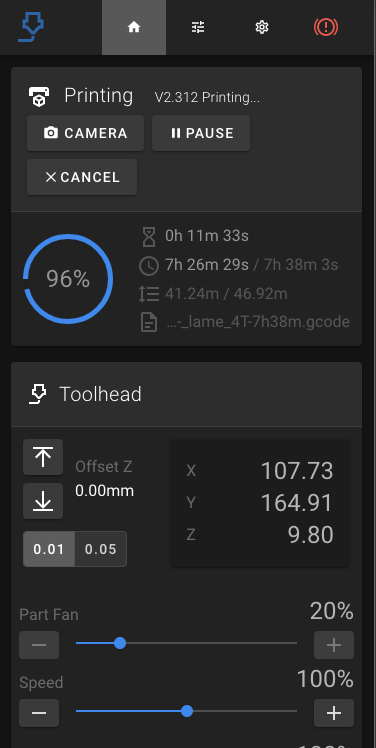 Printing V2.312 Printing...
CAMERA PAUSE
CANCEL
96%
0h 11m 33s
7h 26m 29s / 7h 38m 3s
41.24m / 46.92m
...-_lame_4T-7h38m.gcode
Toolhead
Offset Z
0.00mm
0.01 0.05
X 107.73
Y 164.91
Z 9.80
Part Fan 20%
Speed 100%